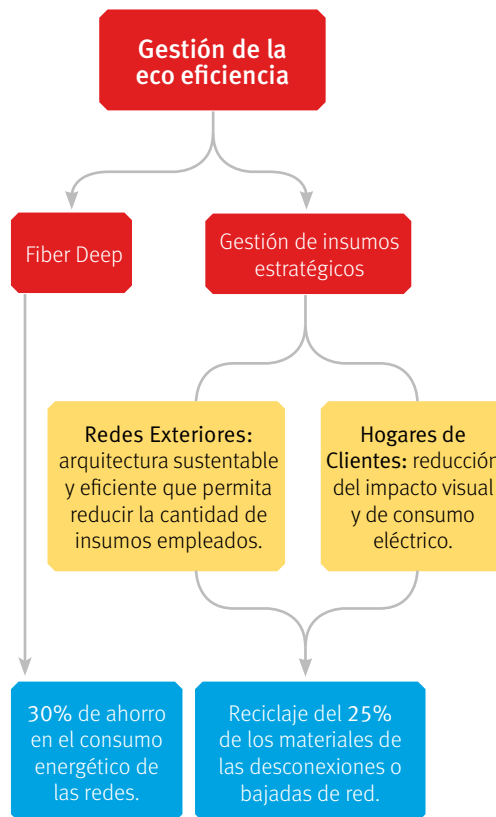 Gestión de la
eco eficiencia
Fiber Deep
Gestión de insumos
estratégicos
Redes Exteriores:
arquitectura sustentable
y eficiente que permita
reducir la cantidad de
insumos empleados.
Hogares de
Clientes: reducción
del impacto visual
y de consumo
eléctrico.
30% de ahorro
en el consumo
energético de
las redes.
Reciclaje del 25%
de los materiales de
las desconexiones o
bajadas de red.